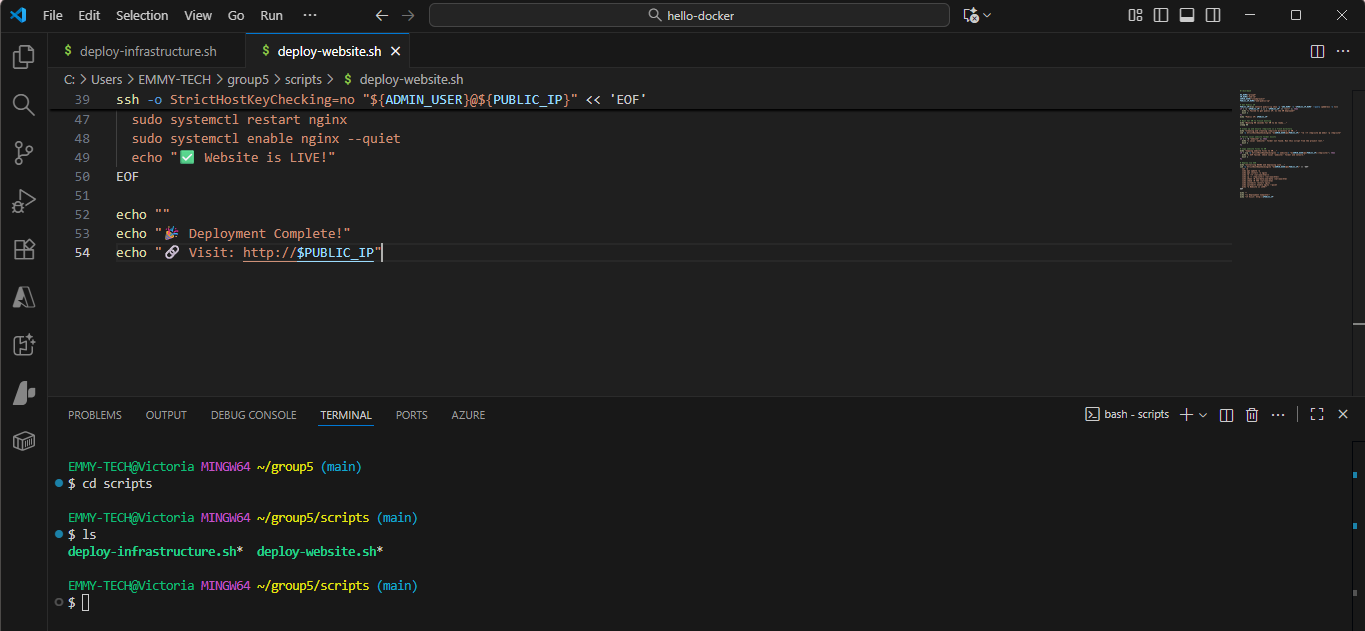 File Edit Selection View Go Run ··· hello-docker
$ deploy-infrastructure.sh $ deploy-website.sh
C: > Users > EMMY-TECH > group5 > scripts > $ deploy-website.sh
39 ssh -o StrictHostKeyChecking=no "${ADMIN_USER}@${PUBLIC_IP}" << 'EOF'
47 sudo systemctl restart nginx
48 sudo systemctl enable nginx --quiet
49 echo "✅ Website is LIVE!"
50 EOF
51
52 echo ""
53 echo "🎉 Deployment Complete!"
54 echo "🔗 Visit: http://$PUBLIC_IP"
PROBLEMS OUTPUT DEBUG CONSOLE TERMINAL PORTS AZURE bash - scripts
EMMY-TECH@Victoria MINGW64 ~/group5 (main)
$ cd scripts
EMMY-TECH@Victoria MINGW64 ~/group5/scripts (main)
$ ls
deploy-infrastructure.sh* deploy-website.sh*
EMMY-TECH@Victoria MINGW64 ~/group5/scripts (main)
$